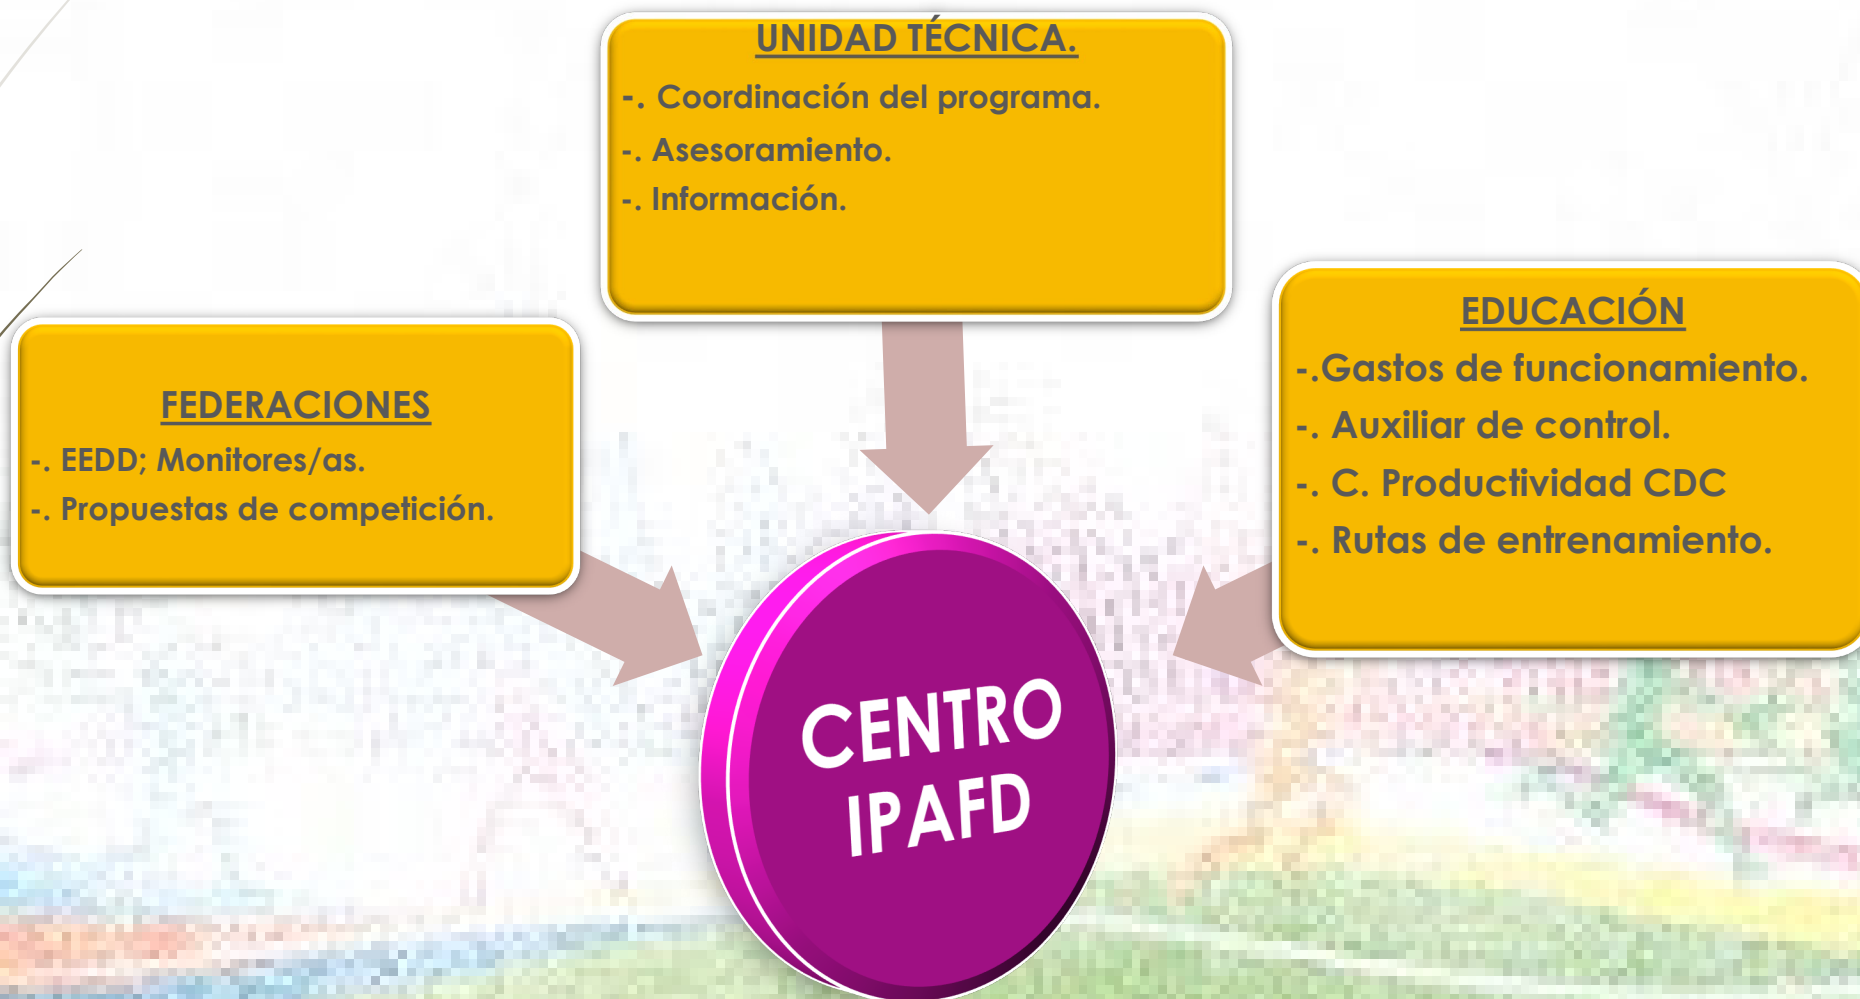 UNIDAD TÉCNICA.
-. Coordinación del programa.
-. Asesoramiento.
-. Información.
FEDERACIONES
-. EEDD; Monitores/as.
-. Propuestas de competición.
EDUCACIÓN
-.Gastos de funcionamiento.
-. Auxiliar de control.
-. C. Productividad CDC
-. Rutas de entrenamiento.
CENTRO
IPAFD